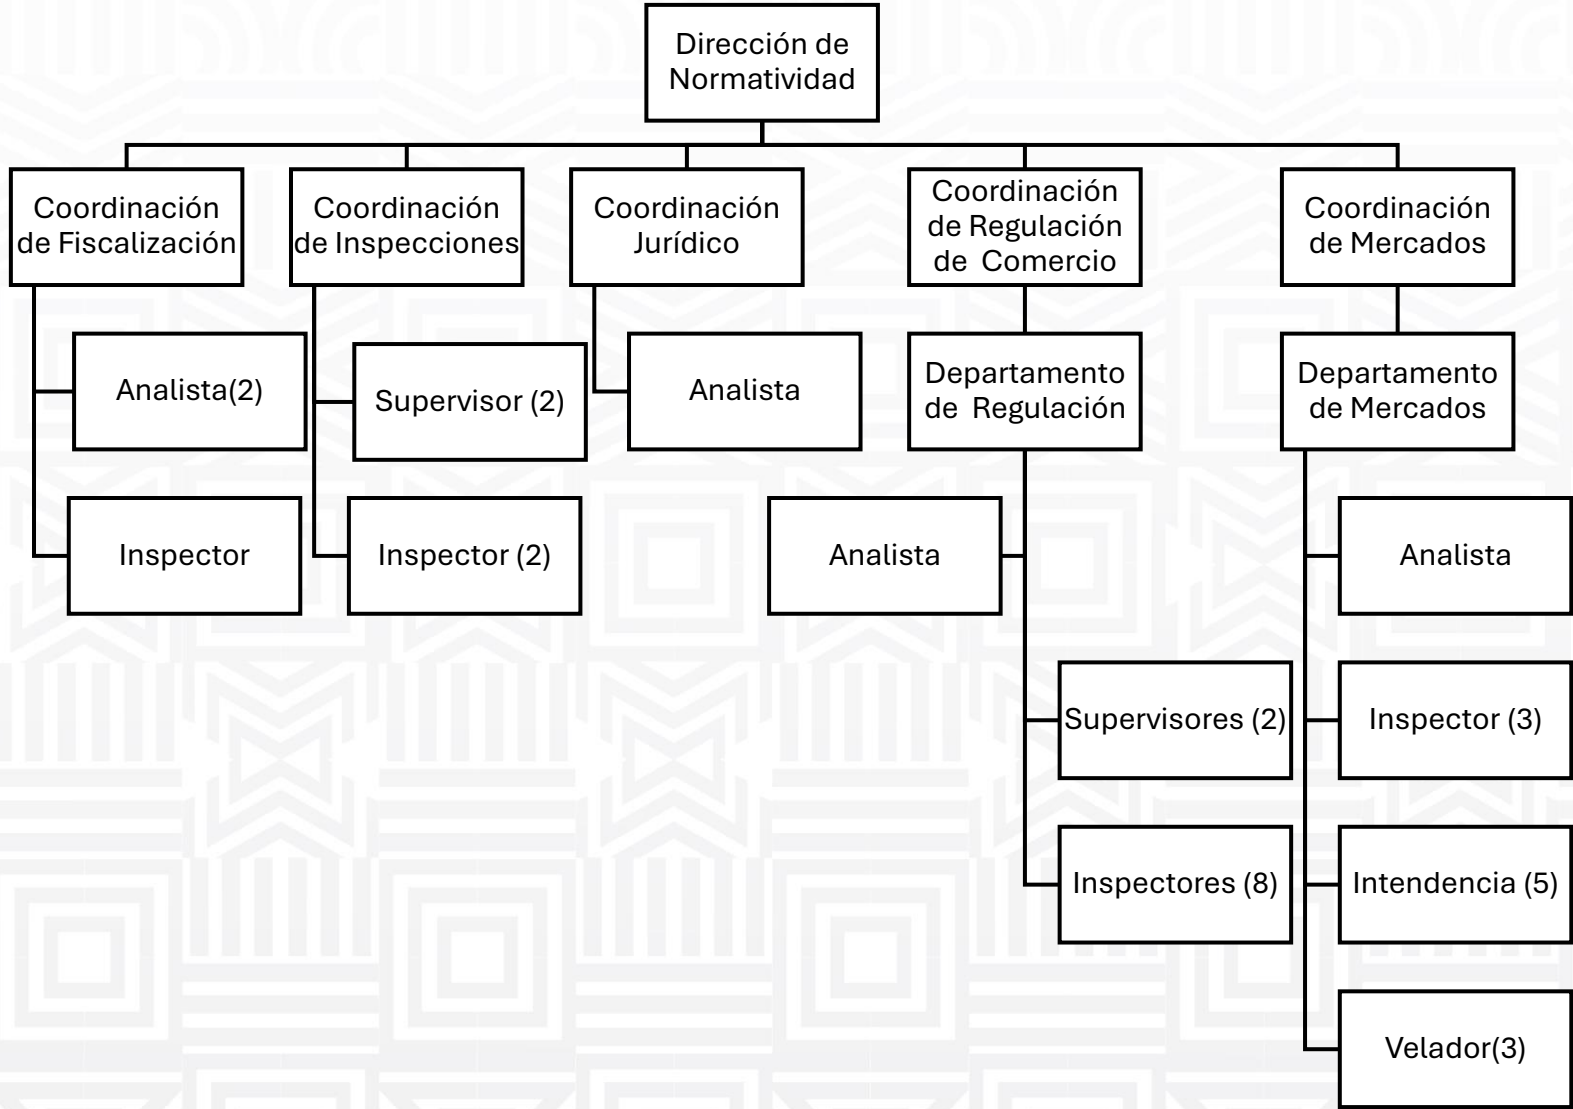 Dirección de
Normatividad
Coordinación
de Fiscalización
Coordinación
de Inspecciones
Coordinación
Jurídico
Coordinación
de Regulación
de Comercio
Coordinación
de Mercados
Analista(2)
Supervisor (2)
Analista
Departamento
de Regulación
Departamento
de Mercados
Inspector
Inspector (2)
Analista
Analista
Supervisores (2)
Inspector (3)
Inspectores (8)
Intendencia (5)
Velador(3)